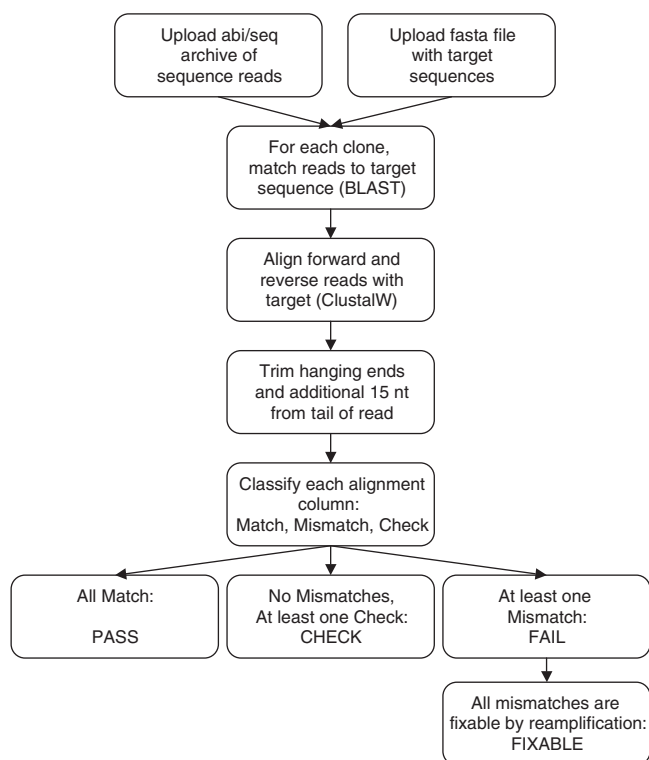 Upload abi/seq
archive of
sequence reads
Upload fasta file
with target
sequences
For each clone,
match reads to target
sequence (BLAST)
Align forward and
reverse reads with
target (ClustalW)
Trim hanging ends
and additional 15 nt
from tail of read
Classify each alignment
column:
Match, Mismatch, Check
All Match:
PASS
No Mismatches,
At least one Check:
CHECK
At least one
Mismatch:
FAIL
All mismatches are
fixable by reamplification:
FIXABLE